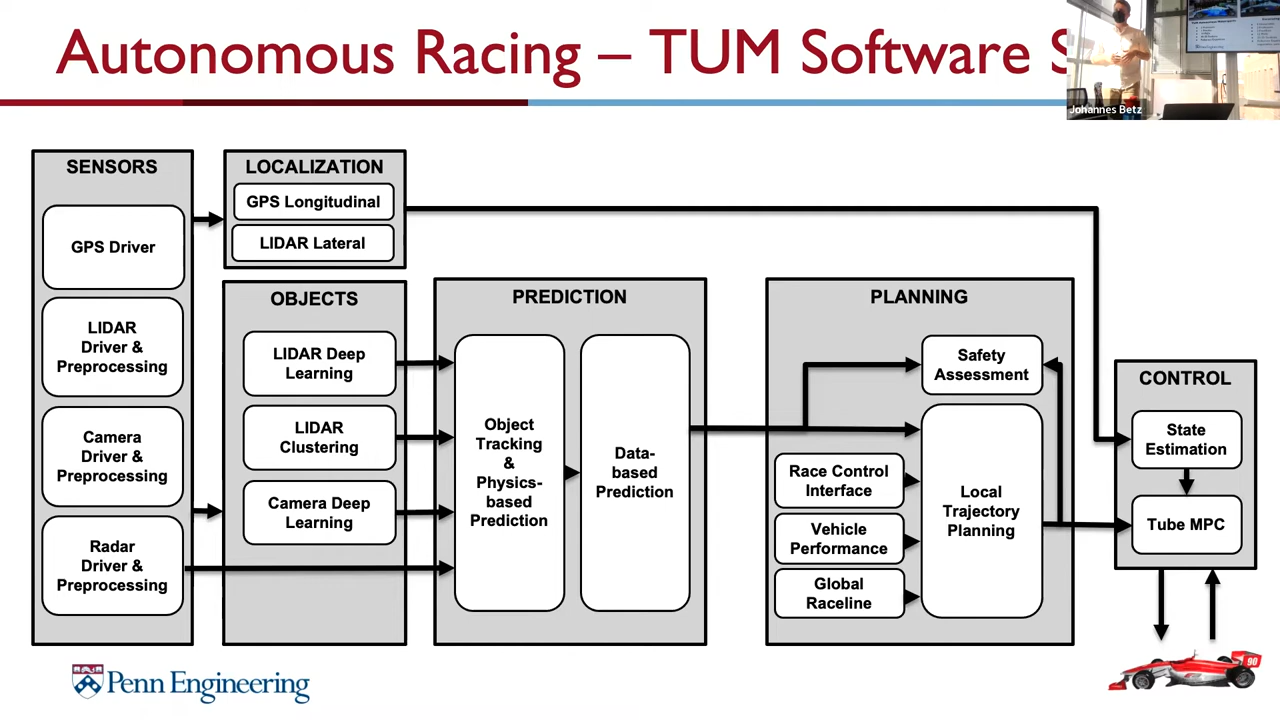 Autonomous Racing – TUM Software
Johannes Betz
SENSORS
GPS Driver
LIDAR
Driver &
Preprocessing
Camera
Driver &
Preprocessing
Radar
Driver &
Preprocessing
LOCALIZATION
GPS Longitudinal
LIDAR Lateral
OBJECTS
LIDAR Deep
Learning
LIDAR
Clustering
Camera Deep
Learning
PREDICTION
Object
Tracking
&
Physics-
based
Prediction
Data-
based
Prediction
PLANNING
Safety
Assessment
Race Control
Interface
Vehicle
Performance
Global
Raceline
Local
Trajectory
Planning
CONTROL
State
Estimation
Tube MPC
90
Penn Engineering